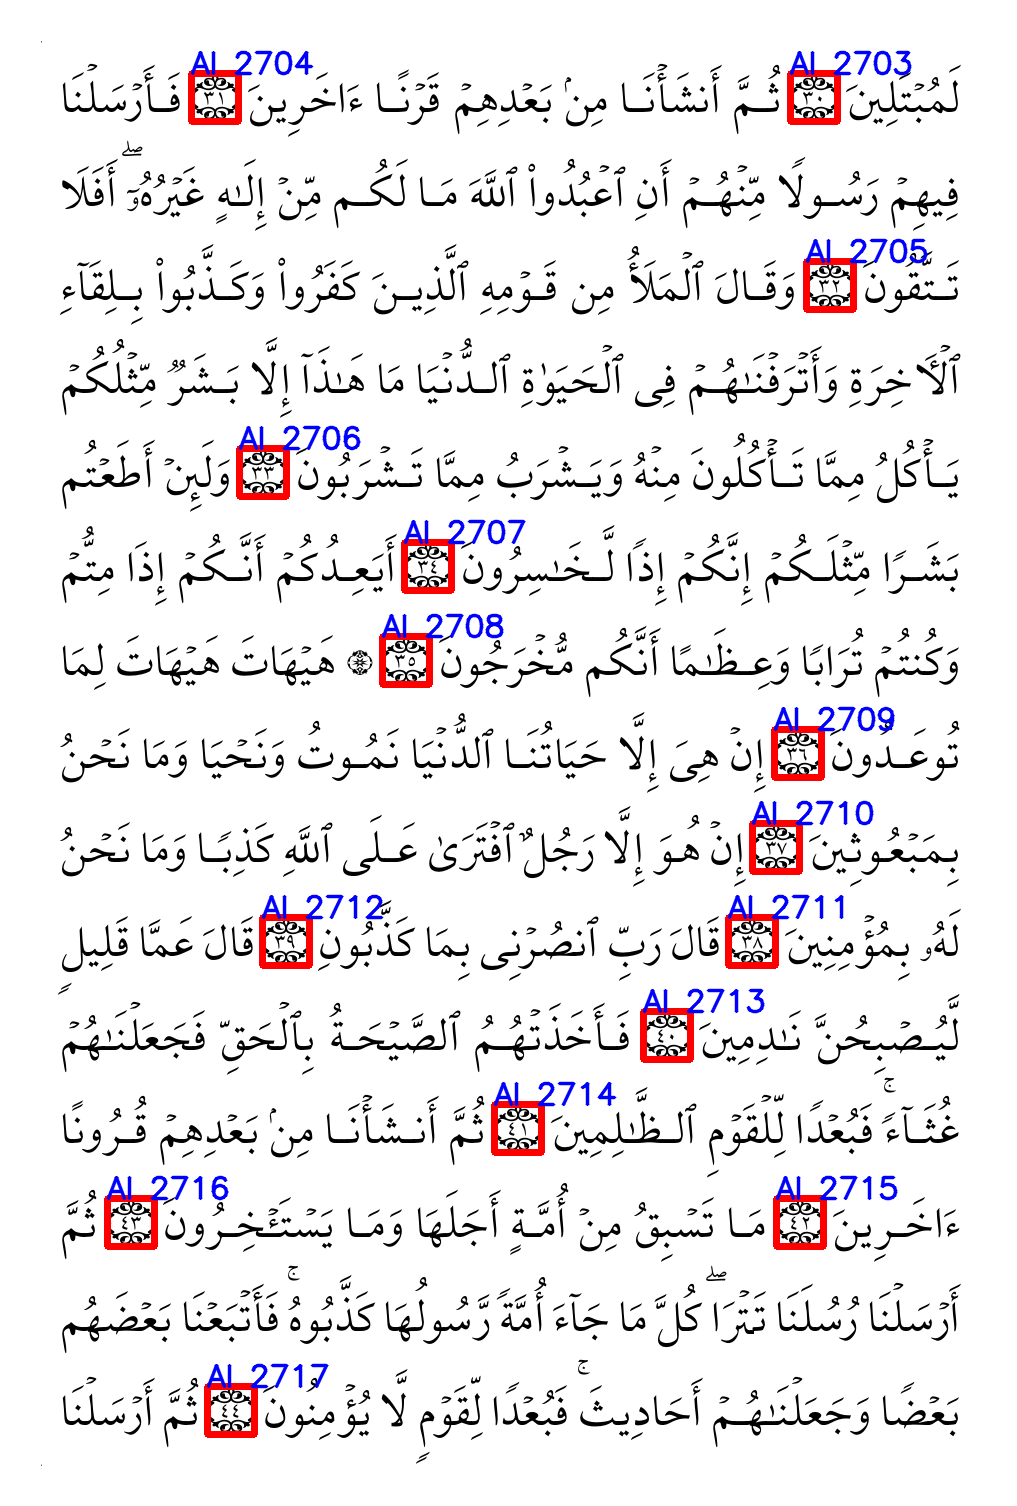 AI_2703 AI_2704
لَمُبْتَلِينَ ٣٠ ثُمَّ أَنشَأْنَا مِنۢ بَعْدِهِمْ قَرْنًا ءَاخَرِينَ ٣١ فَأَرْسَلْنَا
فِيهِمْ رَسُولًا مِّنْهُمْ أَنِ ٱعْبُدُوا۟ ٱللَّهَ مَا لَكُم مِّنْ إِلَـٰهٍ غَيْرُهُۥٓ ۖ أَفَلَا
AI_2705
تَتَّقُونَ ٣٢ وَقَالَ ٱلْمَلَأُ مِن قَوْمِهِ ٱلَّذِينَ كَفَرُوا۟ وَكَذَّبُوا۟ بِلِقَآءِ
ٱلْـَٔاخِرَةِ وَأَتْرَفْنَـٰهُمْ فِى ٱلْحَيَوٰةِ ٱلدُّنْيَا مَا هَـٰذَآ إِلَّا بَشَرٌ مِّثْلُكُمْ
AI_2706
يَأْكُلُ مِمَّا تَأْكُلُونَ مِنْهُ وَيَشْرَبُ مِمَّا تَشْرَبُونَ ٣٣ وَلَئِنْ أَطَعْتُم
AI_2707
بَشَرًا مِّثْلَكُمْ إِنَّكُمْ إِذًا لَّخَـٰسِرُونَ ٣٤ أَيَعِدُكُمْ أَنَّكُمْ إِذَا مِتُّمْ
AI_2708
وَكُنتُمْ تُرَابًا وَعِظَـٰمًا أَنَّكُم مُّخْرَجُونَ ٣٥ ۞ هَيْهَاتَ هَيْهَاتَ لِمَا
AI_2709
تُوعَدُونَ ٣٦ إِنْ هِىَ إِلَّا حَيَاتُنَا ٱلدُّنْيَا نَمُوتُ وَنَحْيَا وَمَا نَحْنُ
AI_2710
بِمَبْعُوثِينَ ٣٧ إِنْ هُوَ إِلَّا رَجُلٌ ٱفْتَرَىٰ عَلَى ٱللَّهِ كَذِبًا وَمَا نَحْنُ
AI_2711 AI_2712
لَهُۥ بِمُؤْمِنِينَ ٣٨ قَالَ رَبِّ ٱنصُرْنِى بِمَا كَذَّبُونِ ٣٩ قَالَ عَمَّا قَلِيلٍ
AI_2713
لَّيُصْبِحُنَّ نَـٰدِمِينَ ٤٠ فَأَخَذَتْهُمُ ٱلصَّيْحَةُ بِٱلْحَقِّ فَجَعَلْنَـٰهُمْ
AI_2714
غُثَآءً ۚ فَبُعْدًا لِّلْقَوْمِ ٱلظَّـٰلِمِينَ ٤١ ثُمَّ أَنشَأْنَا مِنۢ بَعْدِهِمْ قُرُونًا
AI_2715 AI_2716
ءَاخَرِينَ ٤٢ مَا تَسْبِقُ مِنْ أُمَّةٍ أَجَلَهَا وَمَا يَسْتَـْٔخِرُونَ ٤٣ ثُمَّ
أَرْسَلْنَا رُسُلَنَا تَتْرَا ۖ كُلَّ مَا جَآءَ أُمَّةً رَّسُولُهَا كَذَّبُوهُ ۚ فَأَتْبَعْنَا بَعْضَهُم
AI_2717
بَعْضًا وَجَعَلْنَـٰهُمْ أَحَادِيثَ ۚ فَبُعْدًا لِّقَوْمٍ لَّا يُؤْمِنُونَ ٤٤ ثُمَّ أَرْسَلْنَا